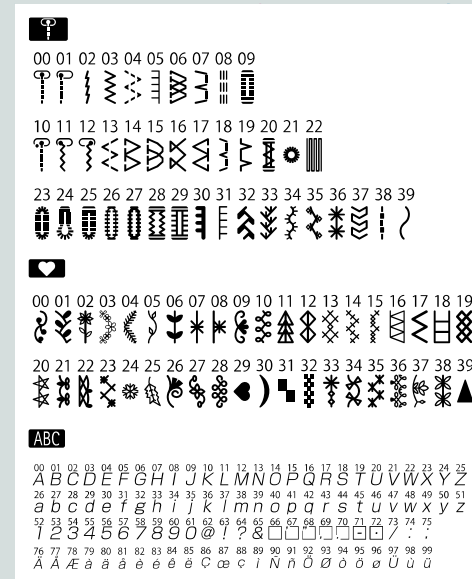 00 01 02 03 04 05 06 07 08 09
10 11 12 13 14 15 16 17 18 19 20 21 22
23 24 25 26 27 28 29 30 31 32 33 34 35 36 37 38 39
00 01 02 03 04 05 06 07 08 09 10 11 12 13 14 15 16 17 18 19
20 21 22 23 24 25 26 27 28 29 30 31 32 33 34 35 36 37 38 39
ABC
00 01 02 03 04 05 06 07 08 09 10 11 12 13 14 15 16 17 18 19 20 21 22 23 24 25
A B C D E F G H I J K L M N O P Q R S T U V W X Y Z
26 27 28 29 30 31 32 33 34 35 36 37 38 39 40 41 42 43 44 45 46 47 48 49 50 51
a b c d e f g h i j k l m n o p q r s t u v w x y z
52 53 54 55 56 57 58 59 60 61 62 63 64 65 66 67 68 69 70 71 72 73 74 75
1 2 3 4 5 6 7 8 9 0 @ ! ? & - · / : .
76 77 78 79 80 81 82 83 84 85 86 87 88 89 90 91 92 93 94 95 96 97 98 99
Ä Å Æ à ä å è é ê ë Ç œ ç ì Ñ ñ Ö Ø ò ö ø Ü ù ü